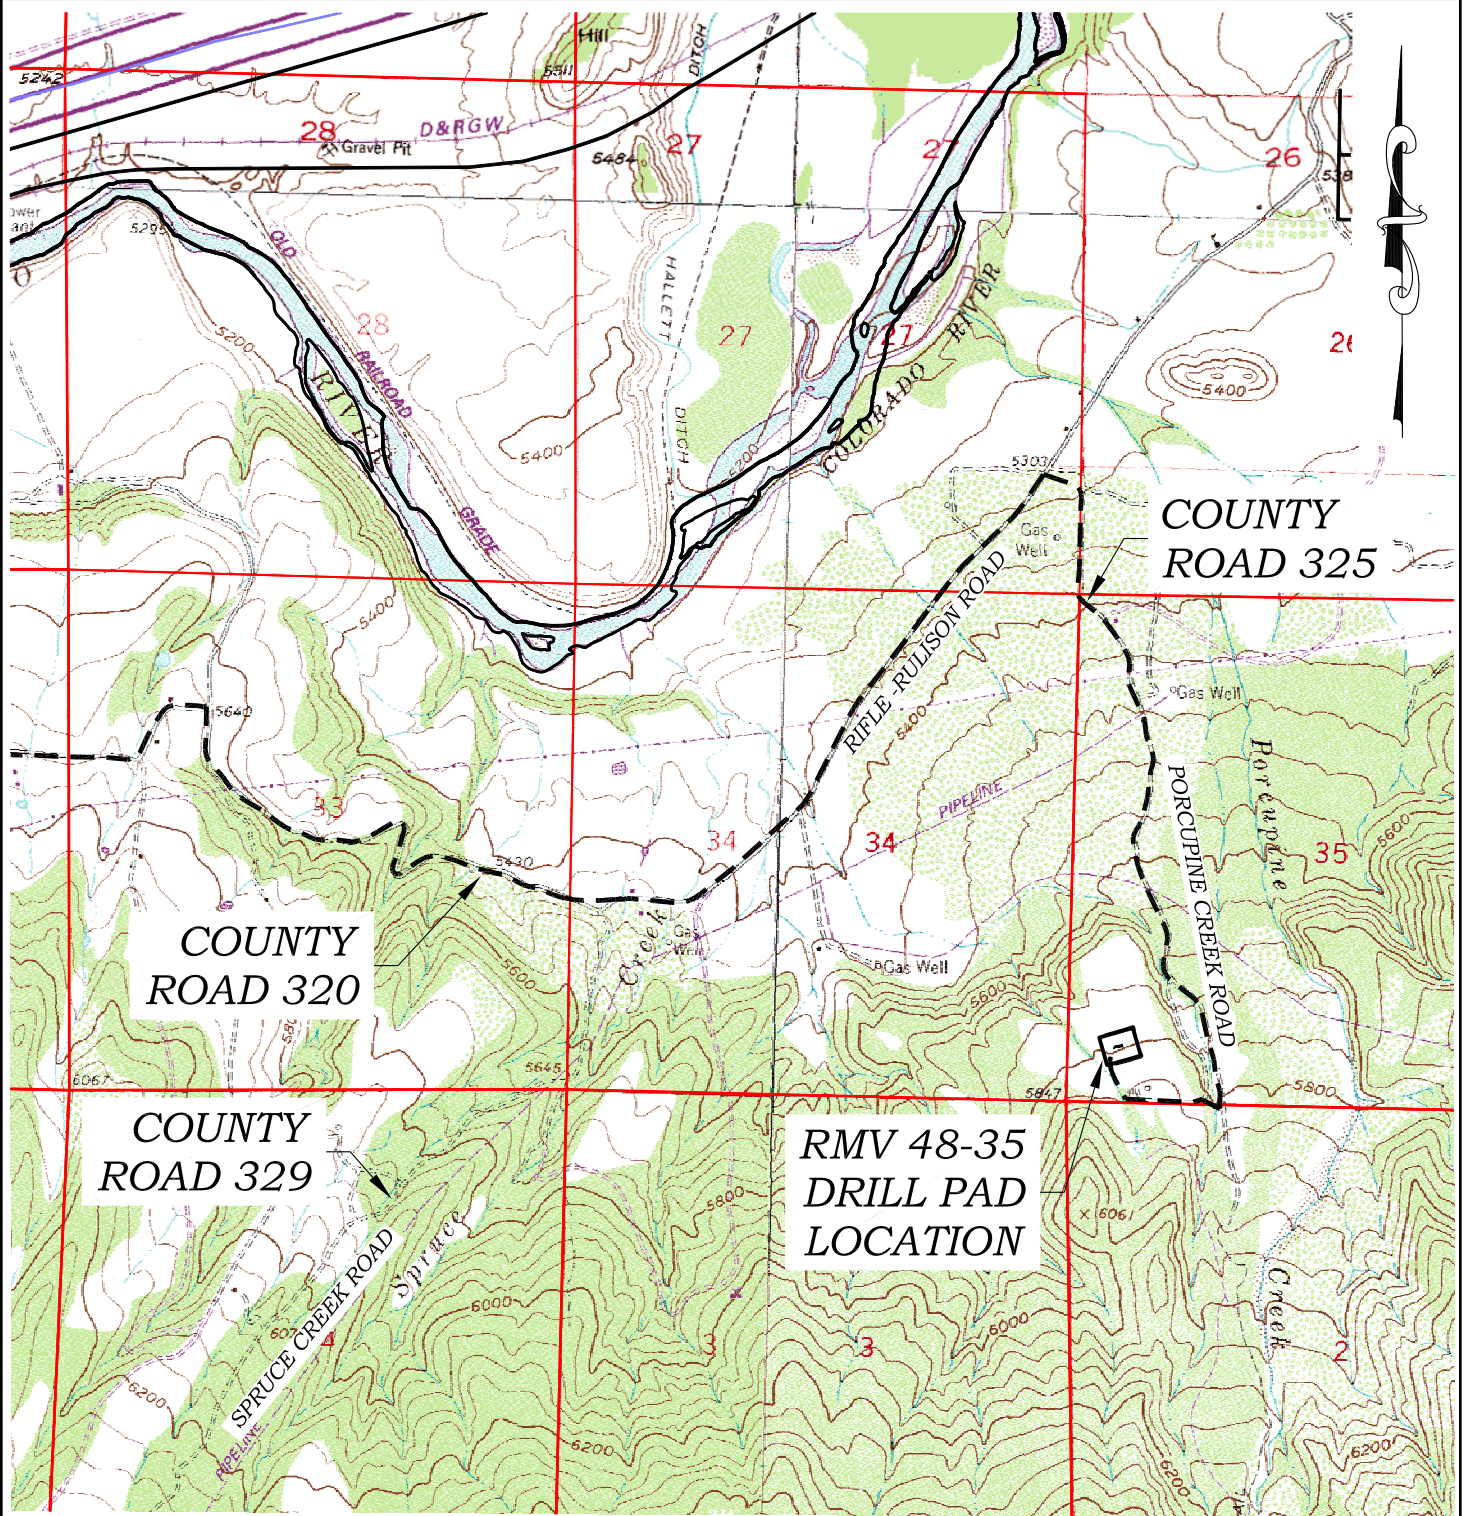 Hill
DITCH
5242
5511
28
D&RGW
Gravel Pit
27
27
26
5484
5295
OLD
28
HALLETT
DITCH
27
27
COLORADO RIVER
5200
RAILROAD
RIVER
5400
5200
5400
GRADE
5303
Gas
Well
COUNTY
ROAD 325
5400
RIFLE -RULISON ROAD
5400
Gas Well
5640
Porcupine
PORCUPINE CREEK ROAD
PIPELINE
33
34
34
35
5600
5430
COUNTY
ROAD 320
Creek
Gas
Well
Gas Well
5600
5600
5645
6067
5847
5800
COUNTY
ROAD 329
RMV 48-35
DRILL PAD
LOCATION
5800
6061
Spruce
SPRUCE CREEK ROAD
Creek
6000
6000
4
3
3
2
6200
PIPELINE
6200
6200
6200